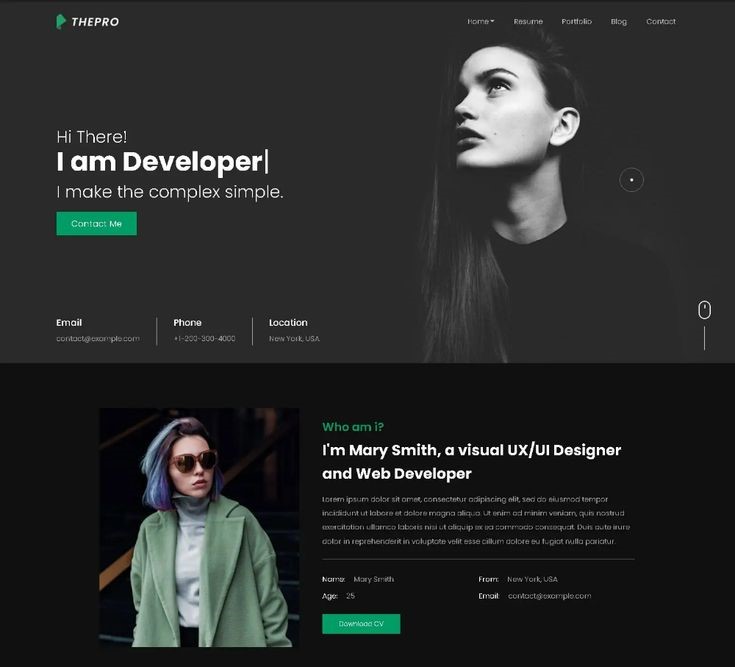 THEPRO
Home Resume Portfolio Blog Contact
Hi There!
I am Developer|
I make the complex simple.
Contact Me
Email Phone Location
contact@example.com +1-200-300-4000 New York, USA
Who am i?
I'm Mary Smith, a visual UX/UI Designer
and Web Developer
Lorem ipsum dolor sit amet, consectetur adipiscing elit, sed do eiusmod tempor
incididunt ut labore et dolore magna aliqua. Ut enim ad minim veniam, quis nostrud
exercitation ullamco laboris nisi ut aliquip ex ea commodo consequat. Duis aute irure
dolor in reprehenderit in voluptate velit esse cillum dolore eu fugiat nulla pariatur.
Name: Mary Smith From: New York, USA
Age: 25 Email: contact@example.com
Download CV